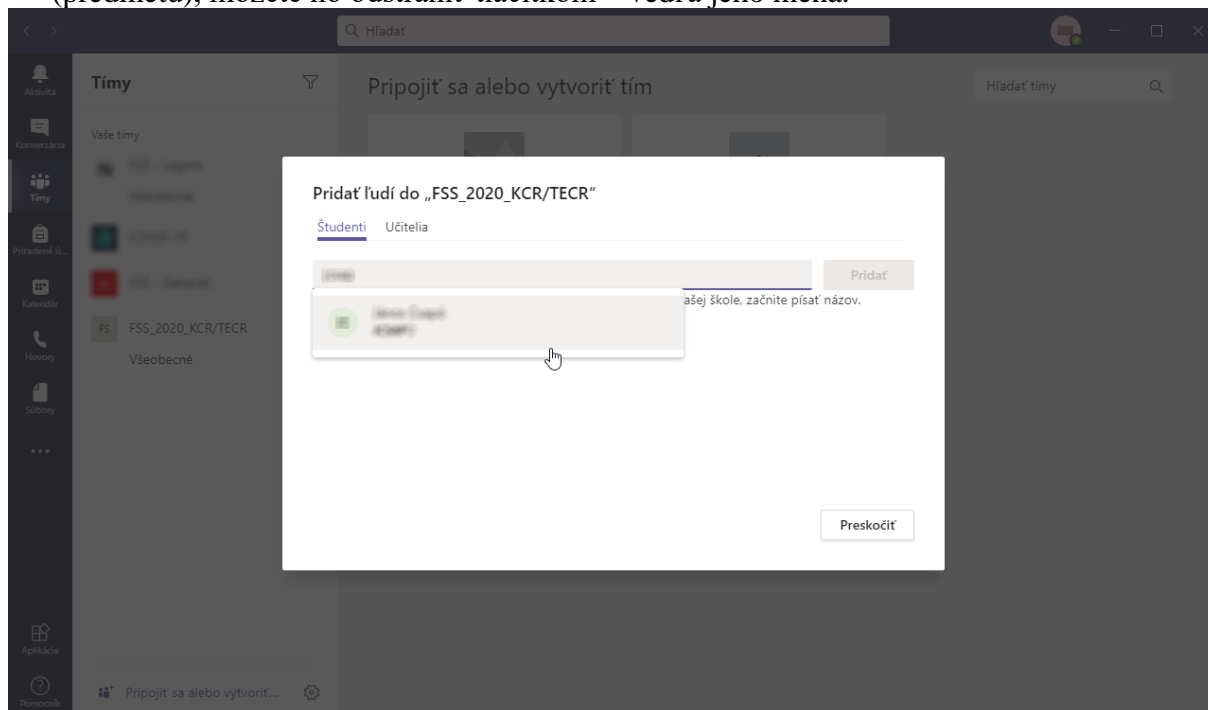 Hľadať
Aktivita
Konverzácia
Tímy
Priradené ú...
Kalendár
Hovory
Súbory
Aplikácie
Pomocník
Tímy
Vaše tímy
FS FSS_2020_KCR/TECR
Všeobecné
Pripojiť sa alebo vytvoriť...
Pripojiť sa alebo vytvoriť tím
Hľadať tímy
Pridať ľudí do „FSS_2020_KCR/TECR“
Študenti Učitelia
Pridať
ašej škole, začnite písať názov.
Preskočiť